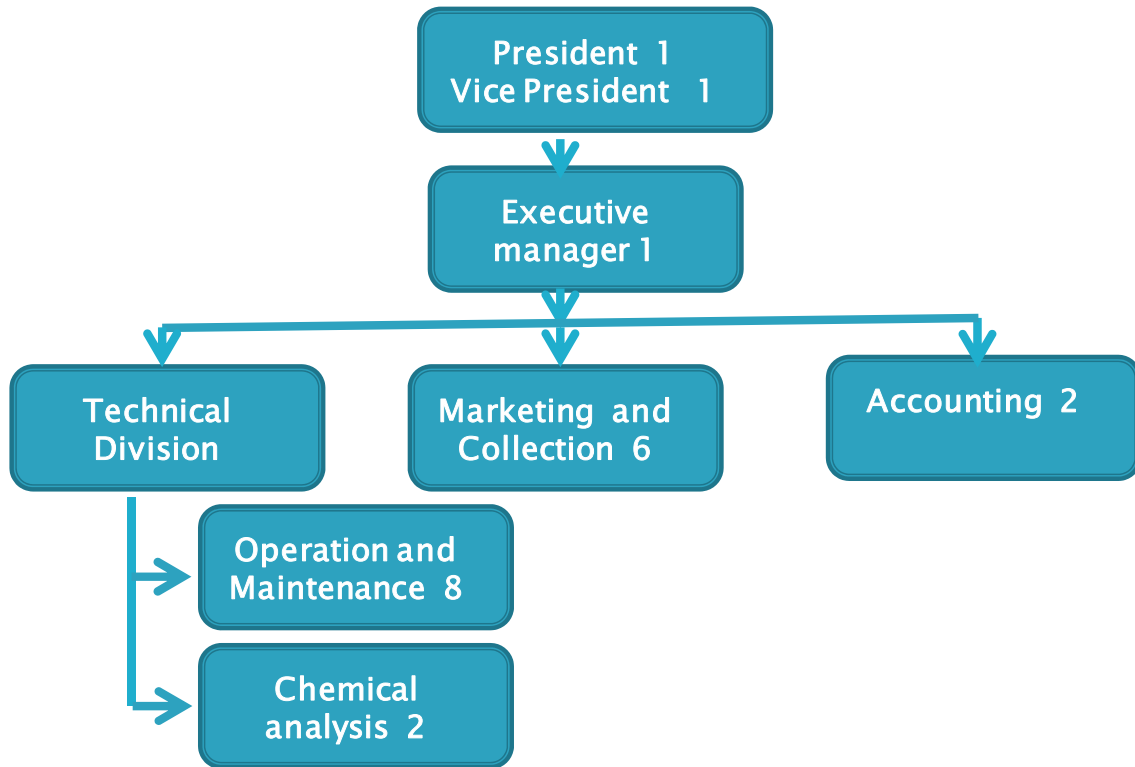 President 1
Vice President 1
Executive
manager 1
Technical
Division
Marketing and
Collection 6
Accounting 2
Operation and
Maintenance 8
Chemical
analysis 2